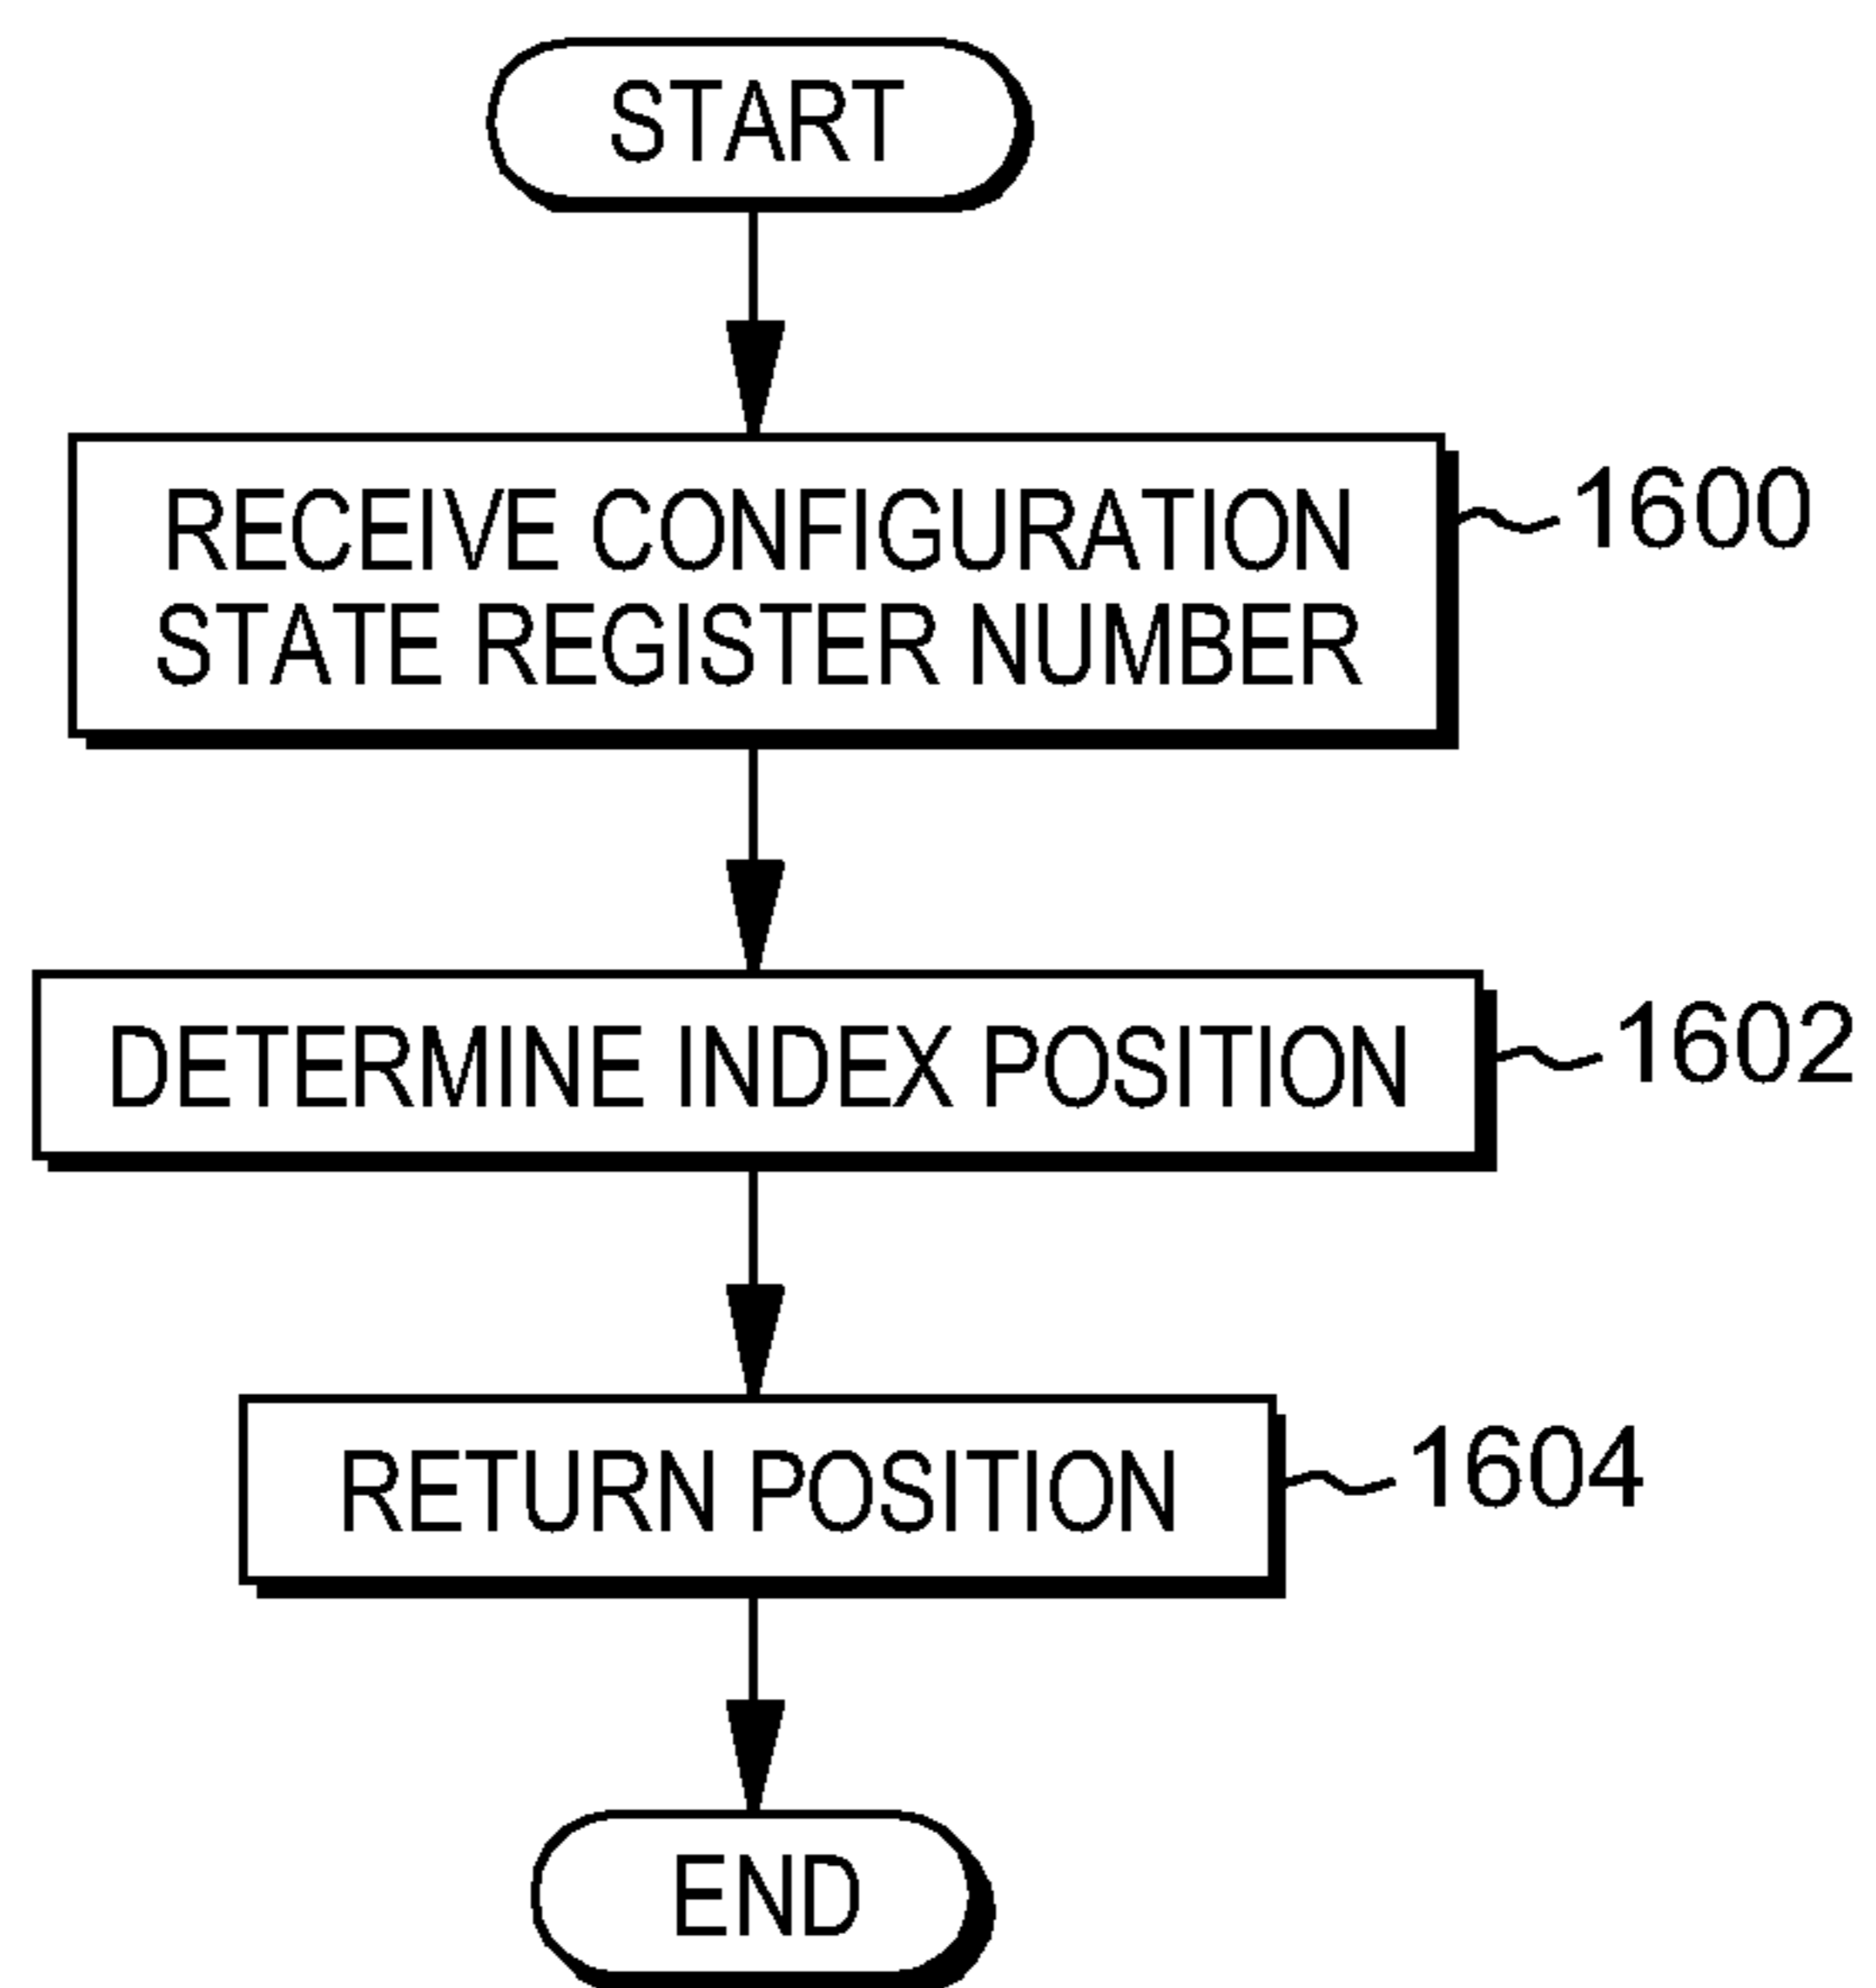 START
RECEIVE CONFIGURATION
STATE REGISTER NUMBER
1600
DETERMINE INDEX POSITION
1602
RETURN POSITION
1604
END